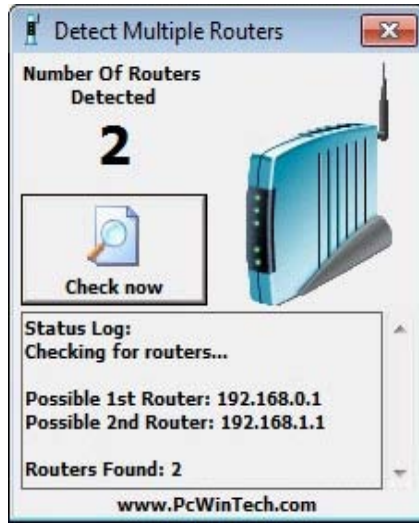 Detect Multiple Routers
Number Of Routers
Detected
2
Check now
Status Log:
Checking for routers...
Possible 1st Router: 192.168.0.1
Possible 2nd Router: 192.168.1.1
Routers Found: 2
www.PcWinTech.com